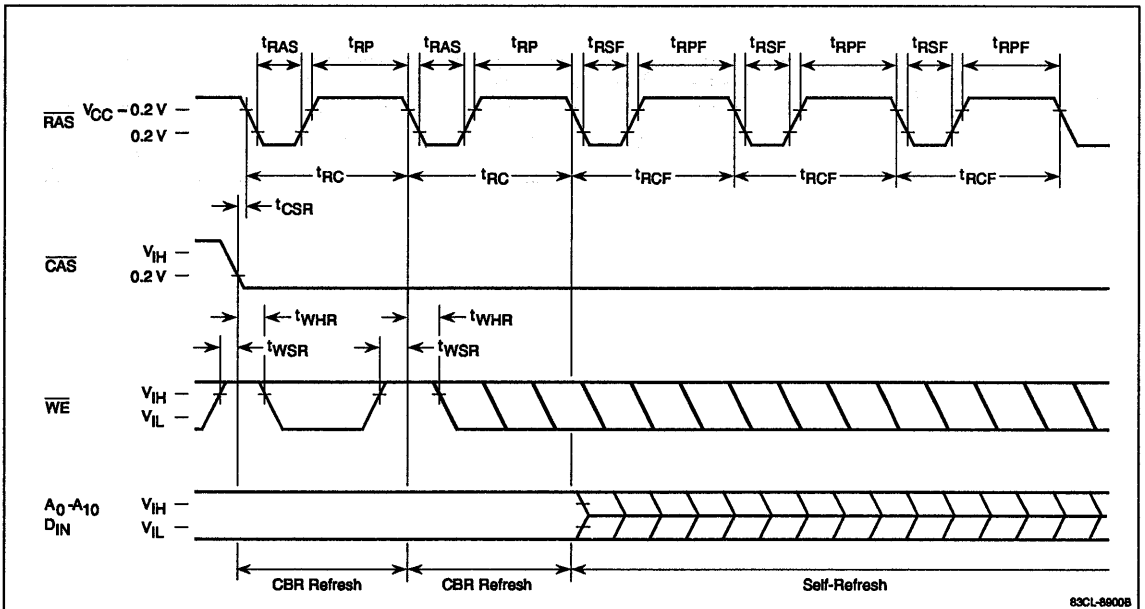 tRAS tRP tRAS tRP tRSF tRPF tRSF tRPF tRSF tRPF
RAS VCC – 0.2 V
0.2 V
tRC tRC tRCF tRCF tRCF
tCSR
CAS VIH
0.2 V
tWHR tWHR
tWSR tWSR
WE VIH
VIL
A0 -A10 VIH
DIN VIL
CBR Refresh CBR Refresh Self-Refresh
83CL-8900B